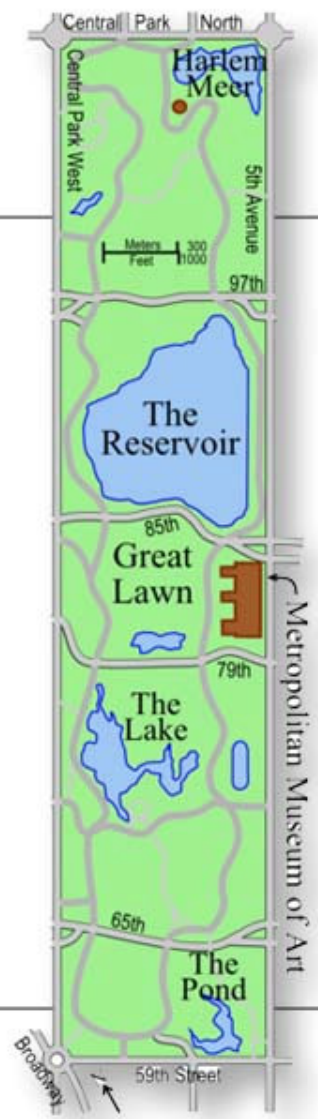 Central Park North
Harlem
Meer
Central Park West
5th Avenue
Meters 300
Feet 1000
97th
The
Reservoir
85th
Great
Lawn
Metropolitan Museum of Art
79th
The
Lake
65th
The
Pond
Broadway
59th Street